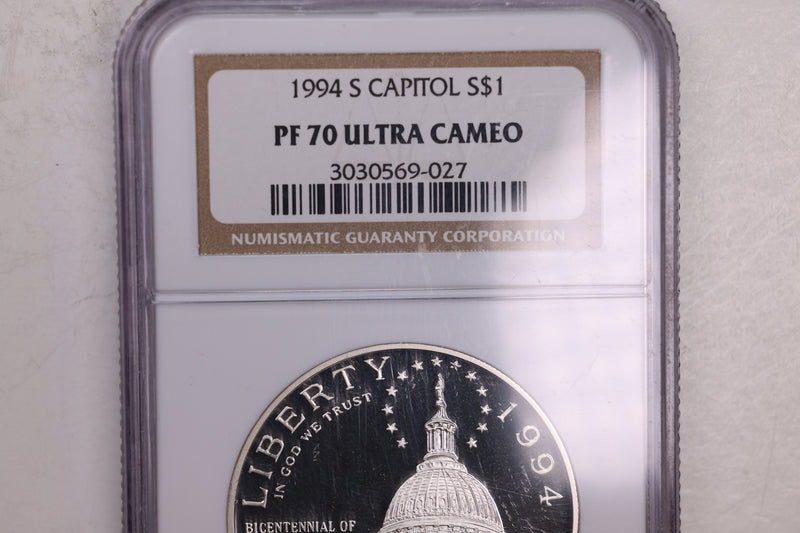 1994 S CAPITOL S$1
PF 70 ULTRA CAMEO
3030569-027
NUMISMATIC GUARANTY CORPORATION
LIBERTY
IN GOD WE TRUST
1994
BICENTENNIAL OF